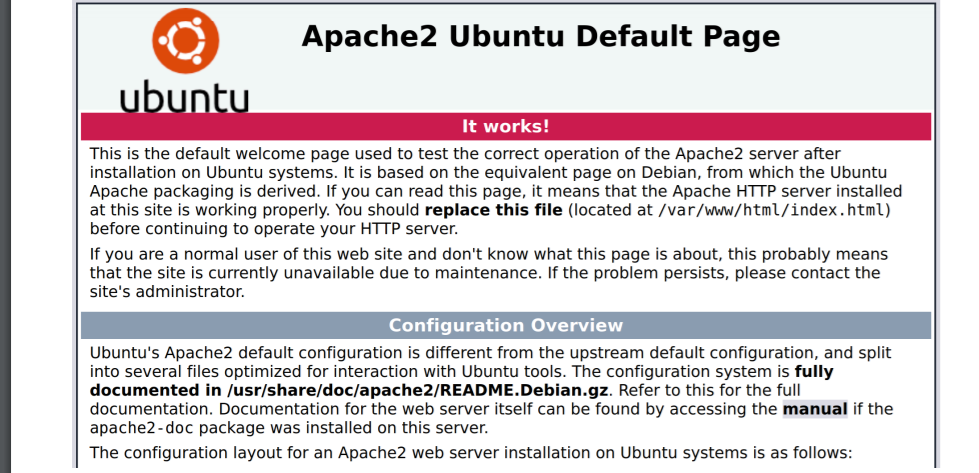 Apache2 Ubuntu Default Page
ubuntu
It works!
This is the default welcome page used to test the correct operation of the Apache2 server after
installation on Ubuntu systems. It is based on the equivalent page on Debian, from which the Ubuntu
Apache packaging is derived. If you can read this page, it means that the Apache HTTP server installed
at this site is working properly. You should replace this file (located at /var/www/html/index.html)
before continuing to operate your HTTP server.
If you are a normal user of this web site and don't know what this page is about, this probably means
that the site is currently unavailable due to maintenance. If the problem persists, please contact the
site's administrator.
Configuration Overview
Ubuntu's Apache2 default configuration is different from the upstream default configuration, and split
into several files optimized for interaction with Ubuntu tools. The configuration system is fully
documented in /usr/share/doc/apache2/README.Debian.gz. Refer to this for the full
documentation. Documentation for the web server itself can be found by accessing the manual if the
apache2-doc package was installed on this server.
The configuration layout for an Apache2 web server installation on Ubuntu systems is as follows: